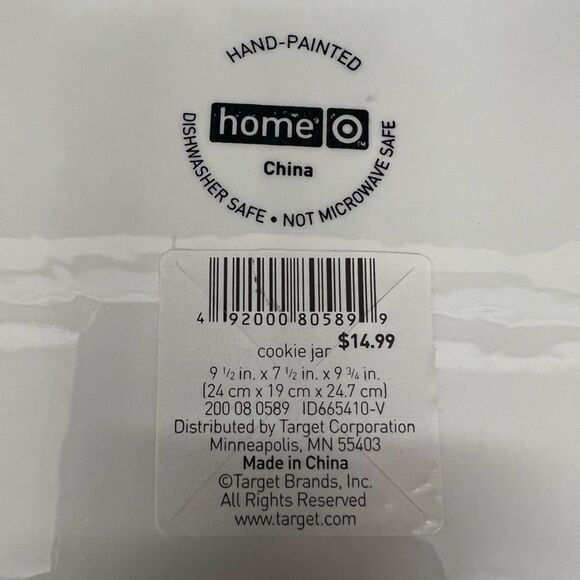 HAND-PAINTED
home
TM
China
DISHWASHER SAFE • NOT MICROWAVE SAFE
4 92000 80589 9
cookie jar $14.99
9 1/2 in. x 7 1/2 in. x 9 3/4 in.
(24 cm x 19 cm x 24.7 cm)
200 08 0589 ID665410-V
Distributed by Target Corporation
Minneapolis, MN 55403
Made in China
©Target Brands, Inc.
All Rights Reserved
www.target.com